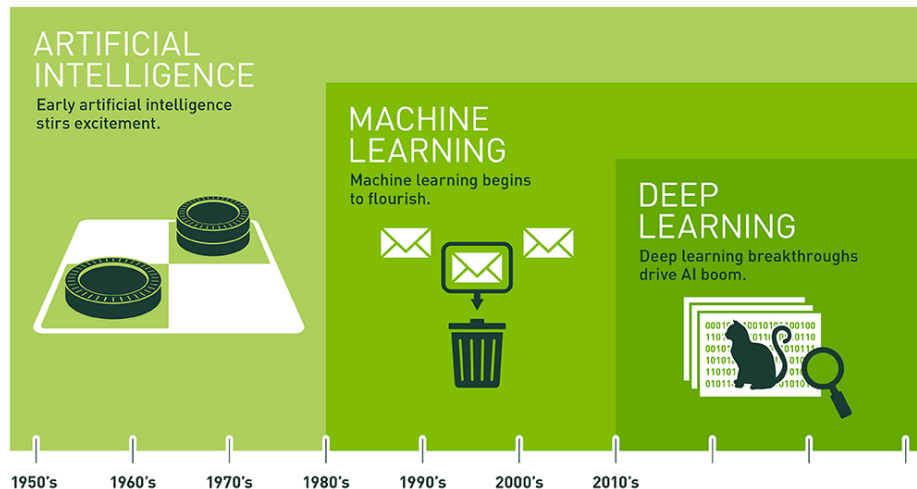 ARTIFICIAL
INTELLIGENCE
Early artificial intelligence
stirs excitement.
MACHINE
LEARNING
Machine learning begins
to flourish.
DEEP
LEARNING
Deep learning breakthroughs
drive AI boom.
1950's 1960's 1970's 1980's 1990's 2000's 2010's